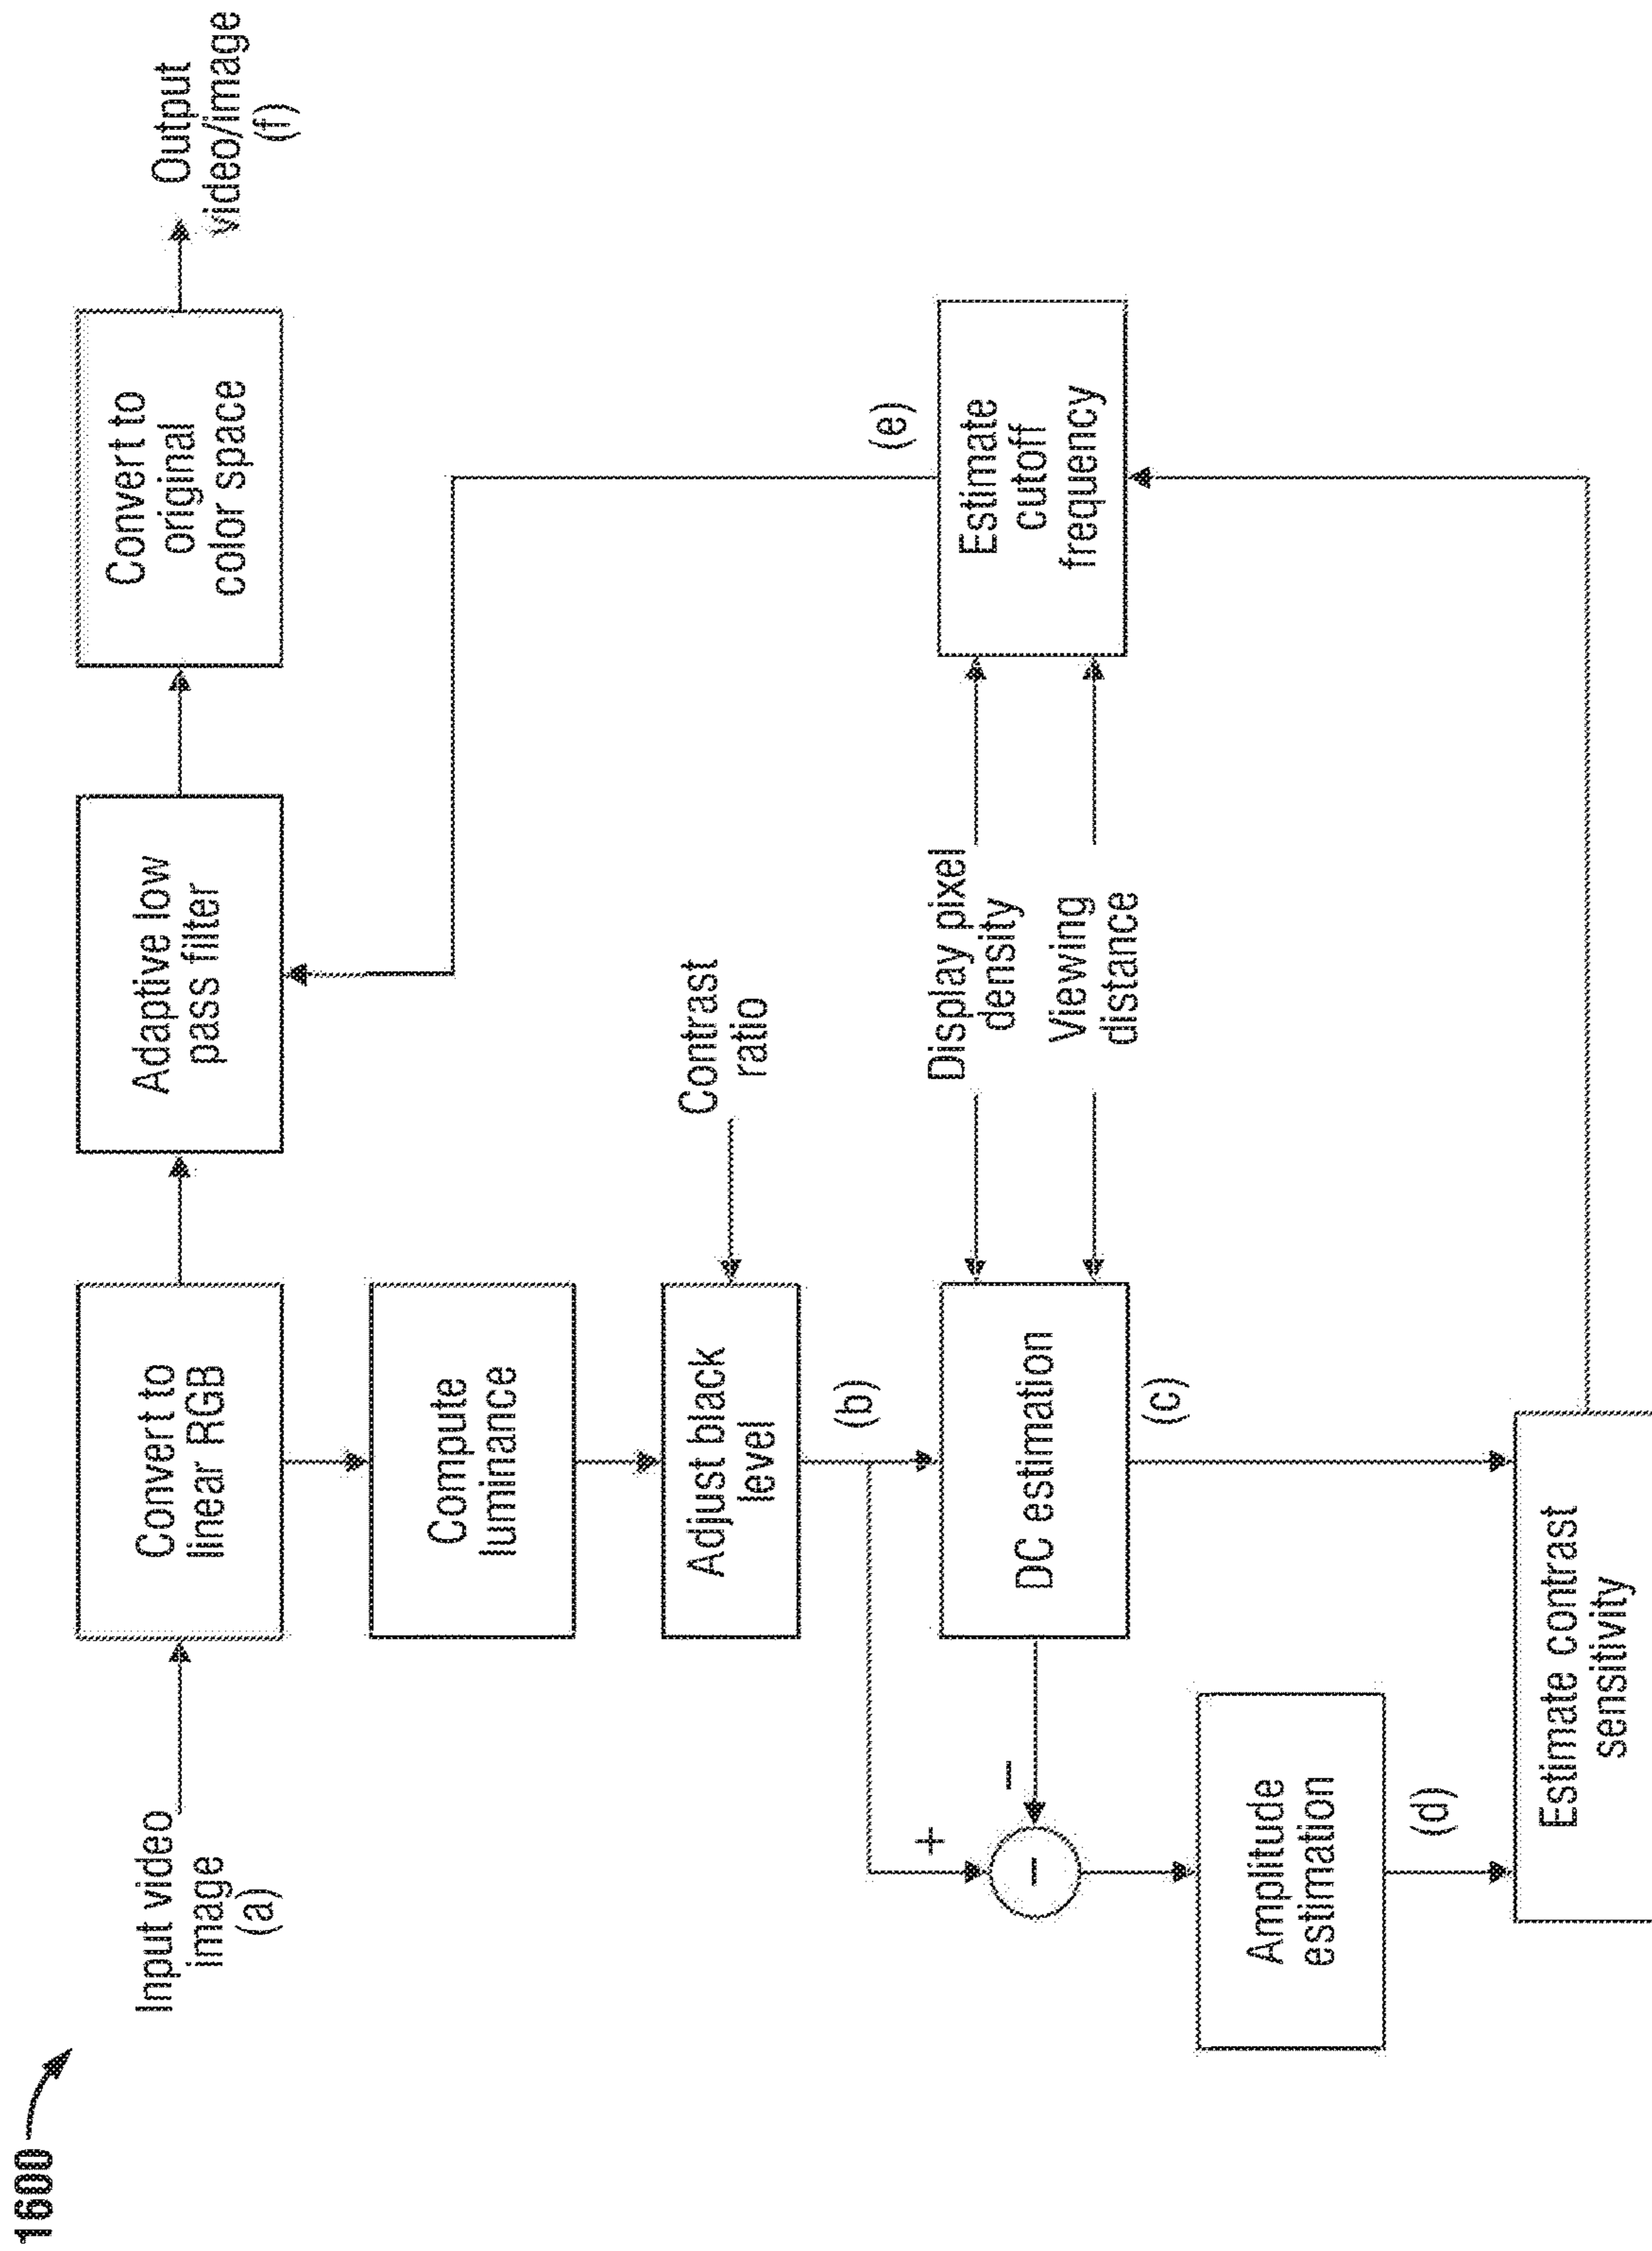 1600
Input video
image
(a)
Convert to
linear RGB
Adaptive low
pass filter
Convert to
original
color space
Output
video/image
(f)
Compute
luminance
Adjust black
level
Contrast
ratio
(b)
DC estimation
(c)
Display pixel
density
Viewing
distance
Estimate
cutoff
frequency
(e)
+
−
−
Amplitude
estimation
(d)
Estimate contrast
sensitivity